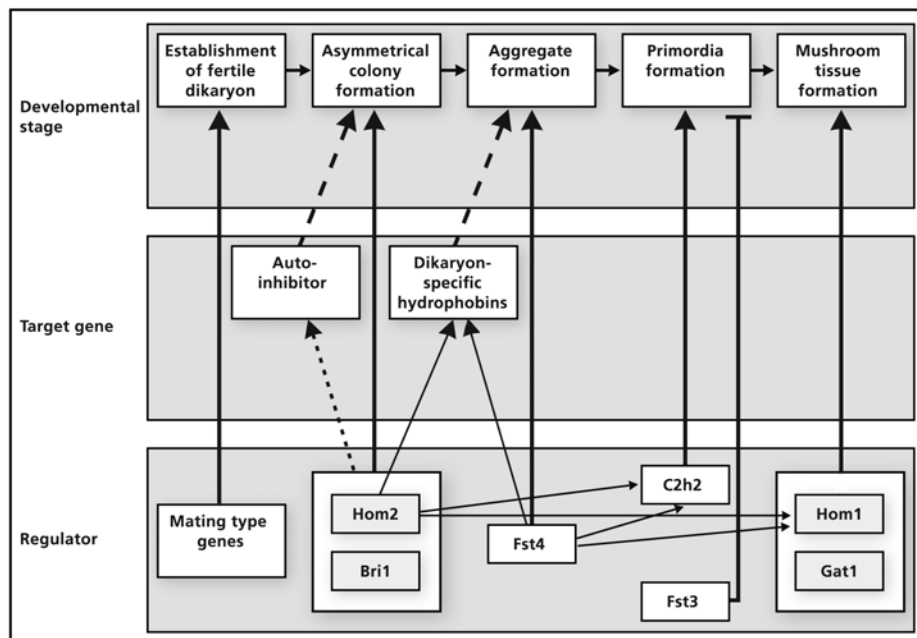 Developmental
stage
Establishment
of fertile
dikaryon
Asymmetrical
colony
formation
Aggregate
formation
Primordia
formation
Mushroom
tissue
formation
Target gene
Auto-
inhibitor
Dikaryon-
specific
hydrophobins
Regulator
Mating type
genes
Hom2
Bri1
Fst4
C2h2
Fst3
Hom1
Gat1